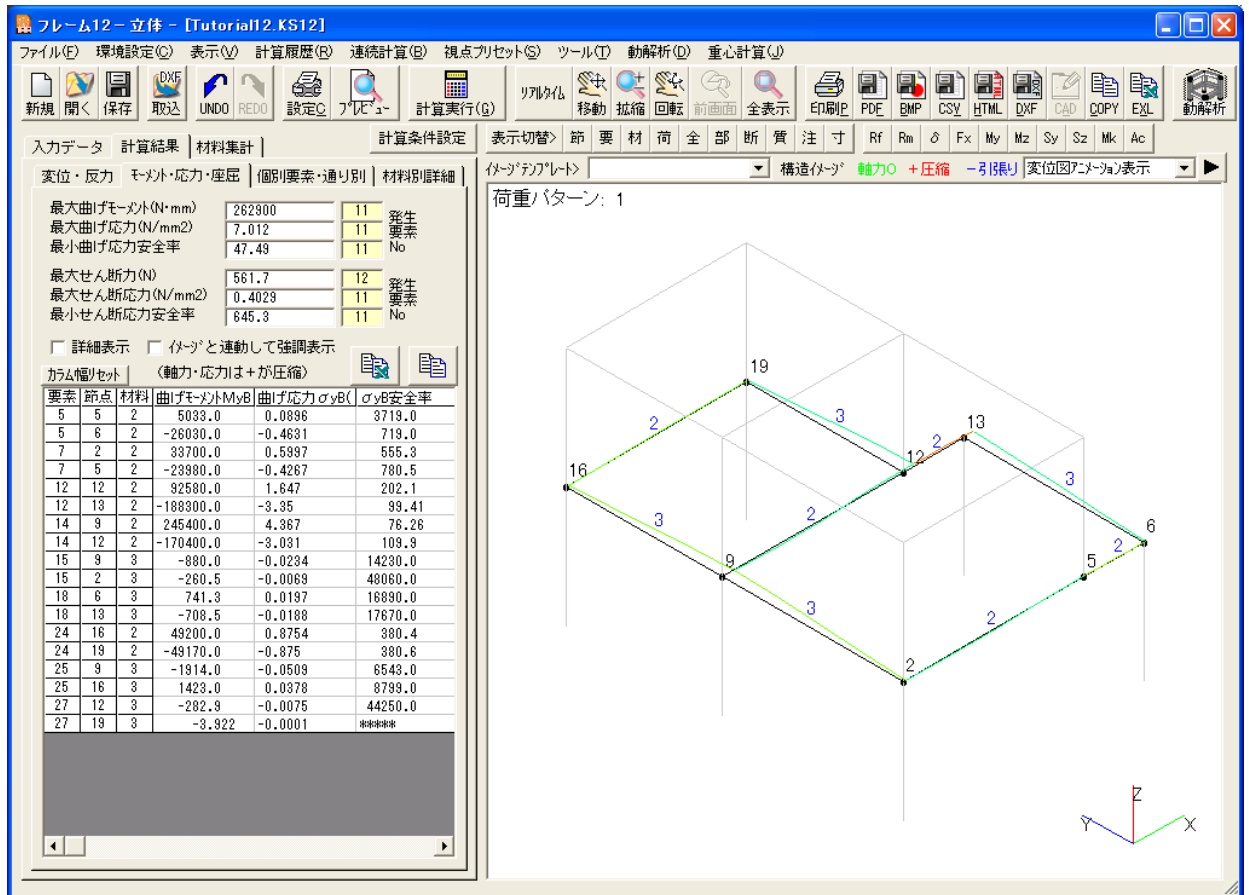 フレーム12－立体 - [Tutorial12.KS12]
ファイル(F) 環境設定(C) 表示(V) 計算履歴(R) 連続計算(B) 視点プリセット(S) ツール(T) 動解析(D) 重心計算(J)
新規 開く 保存 取込 UNDO REDO 設定C プレビュー 計算実行(G) リアルタイム 移動 拡縮 回転 前画面 全表示 印刷P PDF BMP CSV HTML DXF CAD COPY EXL 動解析
入力データ 計算結果 材料集計 計算条件設定 表示切替> 節 要 材 荷 全 部 断 質 注 寸 Rf Rm δ Fx My Mz Sy Sz Mk Ac
変位・反力 モーメント・応力・座屈 個別要素・通り別 材料別詳細 イメージテンプレート> 構造イメージ 軸力0 +圧縮 -引張り 変位図アニメーション表示
荷重パターン: 1
最大曲げモーメント(N・mm) 262900 11
最大曲げ応力(N/mm2) 7.012 11
最小曲げ応力安全率 47.49 11
発生
要素
No
最大せん断力(N) 561.7 12
最大せん断応力(N/mm2) 0.4029 11
最小せん断応力安全率 645.3 11
発生
要素
No
詳細表示 イメージと連動して強調表示
カラム幅リセット (軸力・応力は+が圧縮)
要素 節点 材料 曲げモーメントMyB 曲げ応力σyB( σyB安全率
5 5 2 5033.0 0.0896 3719.0
5 6 2 -26030.0 -0.4631 719.0
7 2 2 33700.0 0.5997 555.3
7 5 2 -23980.0 -0.4267 780.5
12 12 2 92580.0 1.647 202.1
12 13 2 -188300.0 -3.35 99.41
14 9 2 245400.0 4.367 76.26
14 12 2 -170400.0 -3.031 109.9
15 9 3 -880.0 -0.0234 14230.0
15 2 3 -260.5 -0.0069 48060.0
18 6 3 741.3 0.0197 16890.0
18 13 3 -708.5 -0.0188 17670.0
24 16 2 49200.0 0.8754 380.4
24 19 2 -49170.0 -0.875 380.6
25 9 3 -1914.0 -0.0509 6543.0
25 16 3 1423.0 0.0378 8799.0
27 12 3 -282.9 -0.0075 44250.0
27 19 3 -3.922 -0.0001 *****
19
3
13
2
2
12
16
3
2
3
6
2
9
5
3
2
2
Z
Y
X